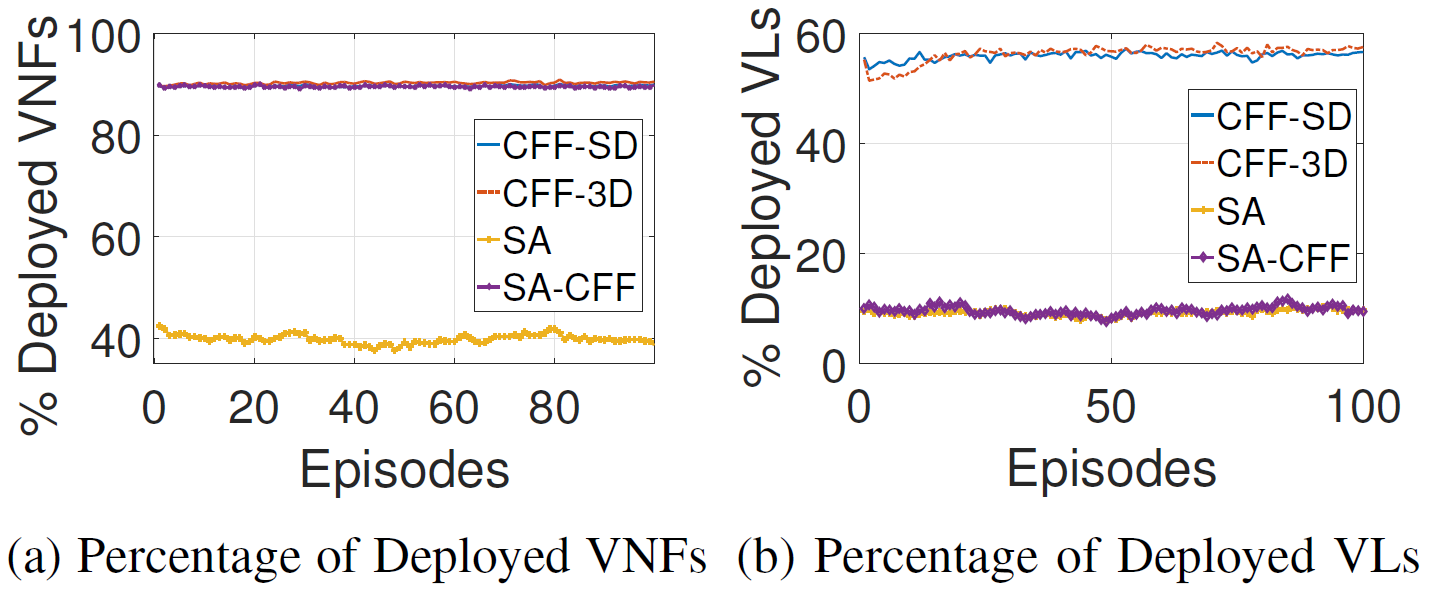 % Deployed VNFs
100
80
60
40
0 20 40 60 80
Episodes
CFF-SD
CFF-3D
SA
SA-CFF
(a) Percentage of Deployed VNFs
% Deployed VLs
60
40
20
0
0 50 100
Episodes
CFF-SD
CFF-3D
SA
SA-CFF
(b) Percentage of Deployed VLs